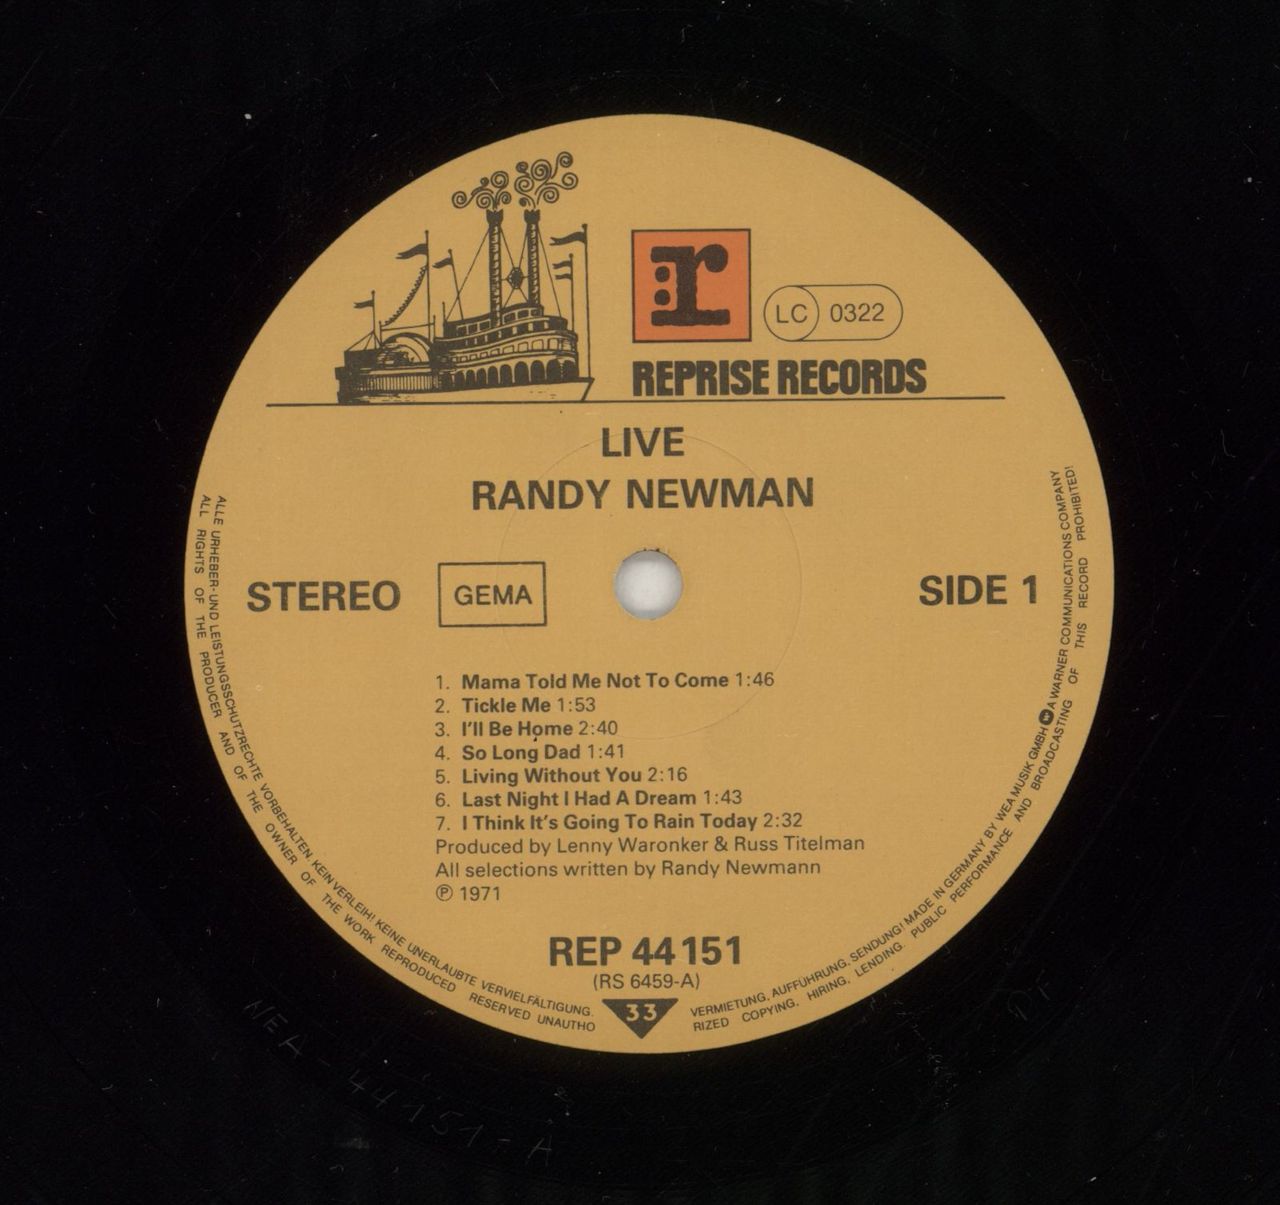 r
LC 0322
REPRISE RECORDS
LIVE
RANDY NEWMAN
STEREO
GEMA
SIDE 1
1. Mama Told Me Not To Come 1:46
2. Tickle Me 1:53
3. I'll Be Home 2:40
4. So Long Dad 1:41
5. Living Without You 2:16
6. Last Night I Had A Dream 1:43
7. I Think It's Going To Rain Today 2:32
Produced by Lenny Waronker & Russ Titelman
All selections written by Randy Newmann
℗ 1971
REP 44 151
(RS 6459-A)
33
ALLE URHEBER- UND LEISTUNGSSCHUTZRECHTE VORBEHALTEN. KEIN VERLEIH! KEINE UNERLAUBTE VERVIELFÄLTIGUNG. VERMIETUNG, AUFFÜHRUNG, SENDUNG! MADE IN GERMANY BY WEA MUSIK GMBH A WARNER COMMUNICATIONS COMPANY
ALL RIGHTS OF THE PRODUCER AND OF THE OWNER OF THE WORK REPRODUCED RESERVED UNAUTHORIZED COPYING, HIRING, LENDING, PUBLIC PERFORMANCE AND BROADCASTING OF THIS RECORD PROHIBITED!
44151-A